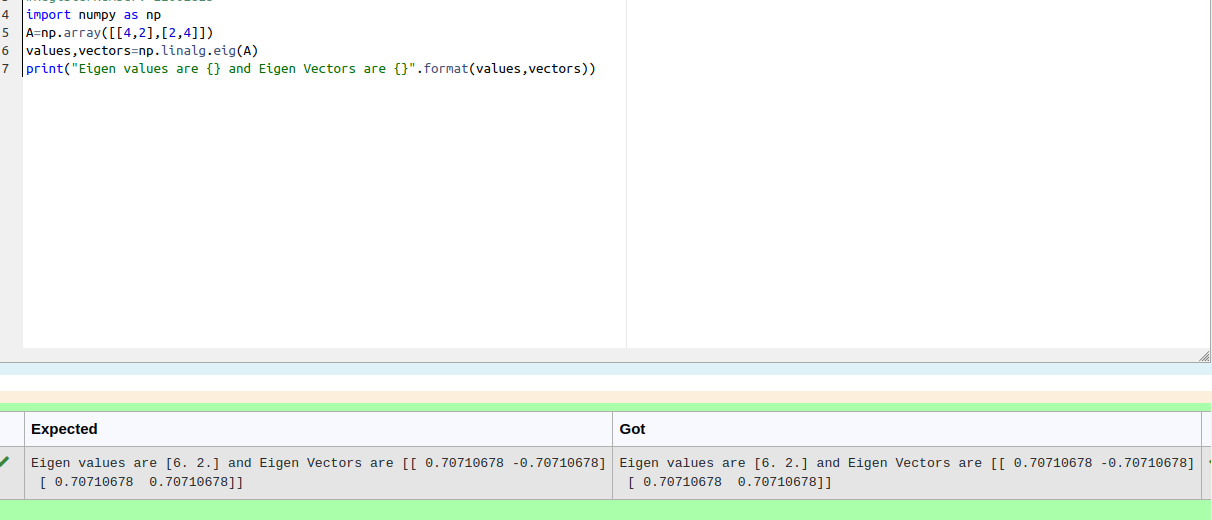 4 import numpy as np
5 A=np.array([[4,2],[2,4]])
6 values,vectors=np.linalg.eig(A)
7 print("Eigen values are {} and Eigen Vectors are {}".format(values,vectors))
Expected Got
Eigen values are [6. 2.] and Eigen Vectors are [[ 0.70710678 -0.70710678] Eigen values are [6. 2.] and Eigen Vectors are [[ 0.70710678 -0.70710678]
[ 0.70710678 0.70710678]] [ 0.70710678 0.70710678]]